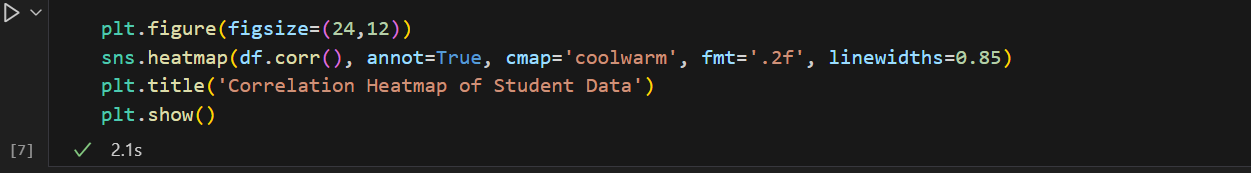 plt.figure(figsize=(24,12))
sns.heatmap(df.corr(), annot=True, cmap='coolwarm', fmt='.2f', linewidths=0.85)
plt.title('Correlation Heatmap of Student Data')
plt.show()
[7] 2.1s